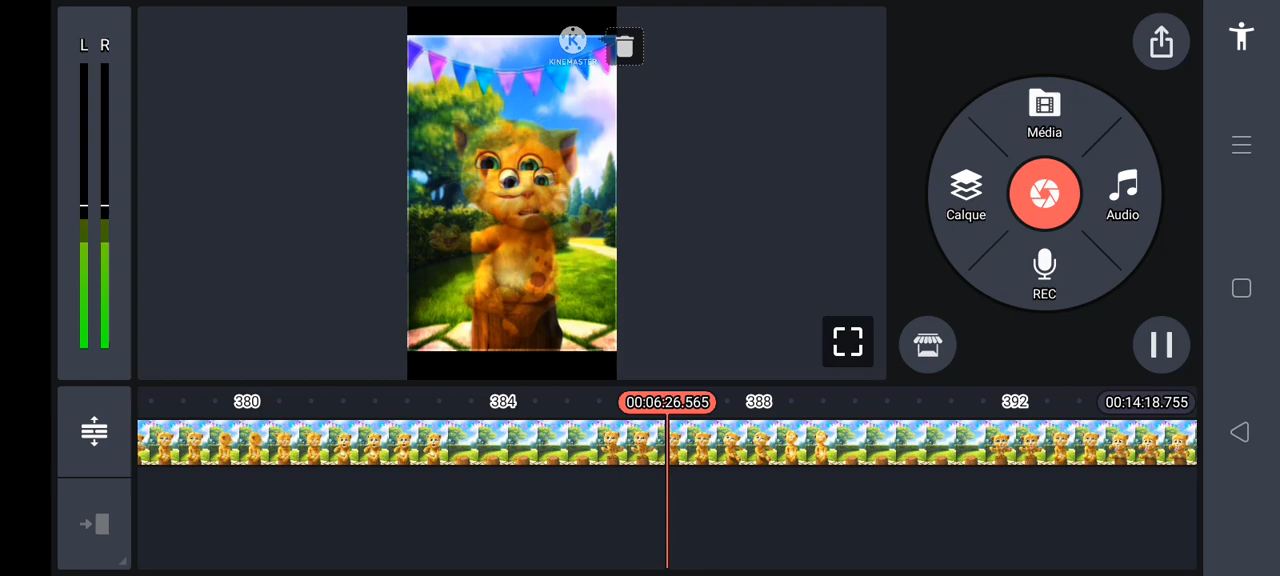 L R
KINEMASTER
Média
Calque
Audio
REC
380
384
00:06:26.565
388
392
00:14:18.755